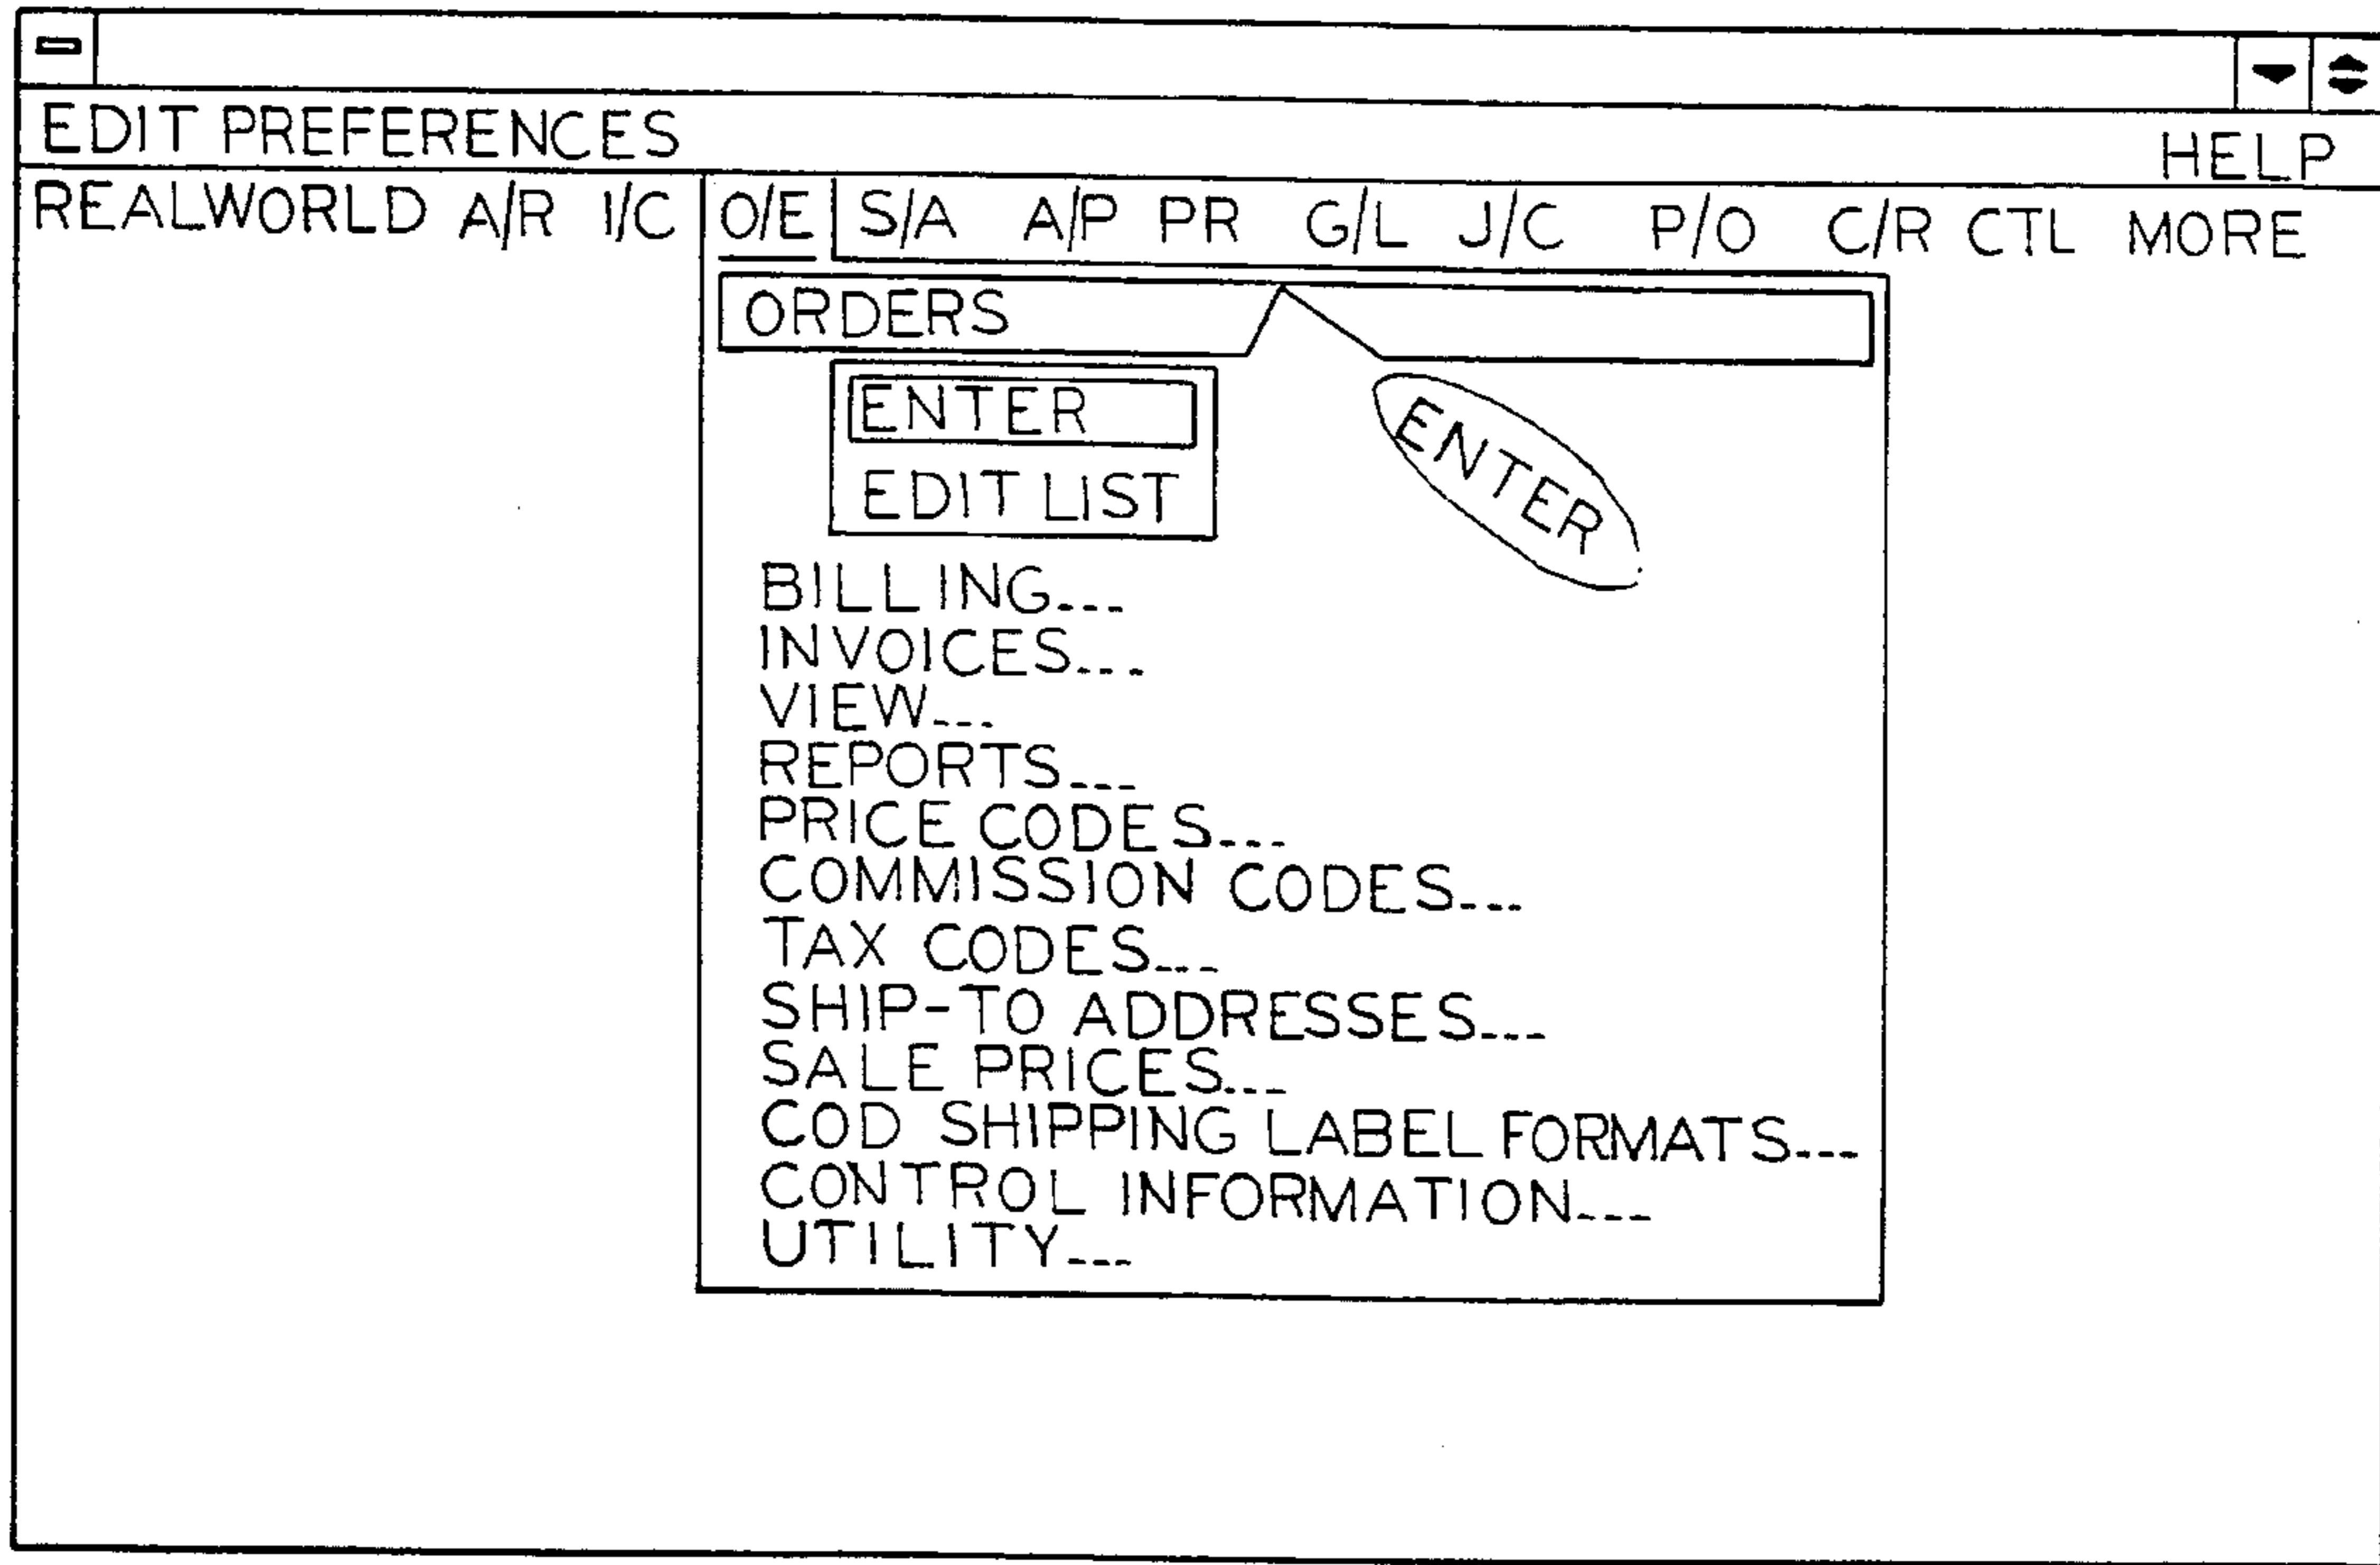 EDIT PREFERENCES HELP
REALWORLD A/R I/C O/E S/A A/P PR G/L J/C P/O C/R CTL MORE
ORDERS
ENTER
ENTER
EDIT LIST
BILLING---
INVOICES---
VIEW---
REPORTS---
PRICE CODES---
COMMISSION CODES---
TAX CODES---
SHIP-TO ADDRESSES---
SALE PRICES---
COD SHIPPING LABEL FORMATS---
CONTROL INFORMATION---
UTILITY---